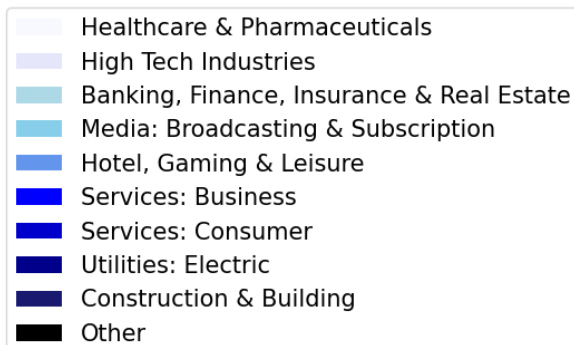 Healthcare & Pharmaceuticals
High Tech Industries
Banking, Finance, Insurance & Real Estate
Media: Broadcasting & Subscription
Hotel, Gaming & Leisure
Services: Business
Services: Consumer
Utilities: Electric
Construction & Building
Other